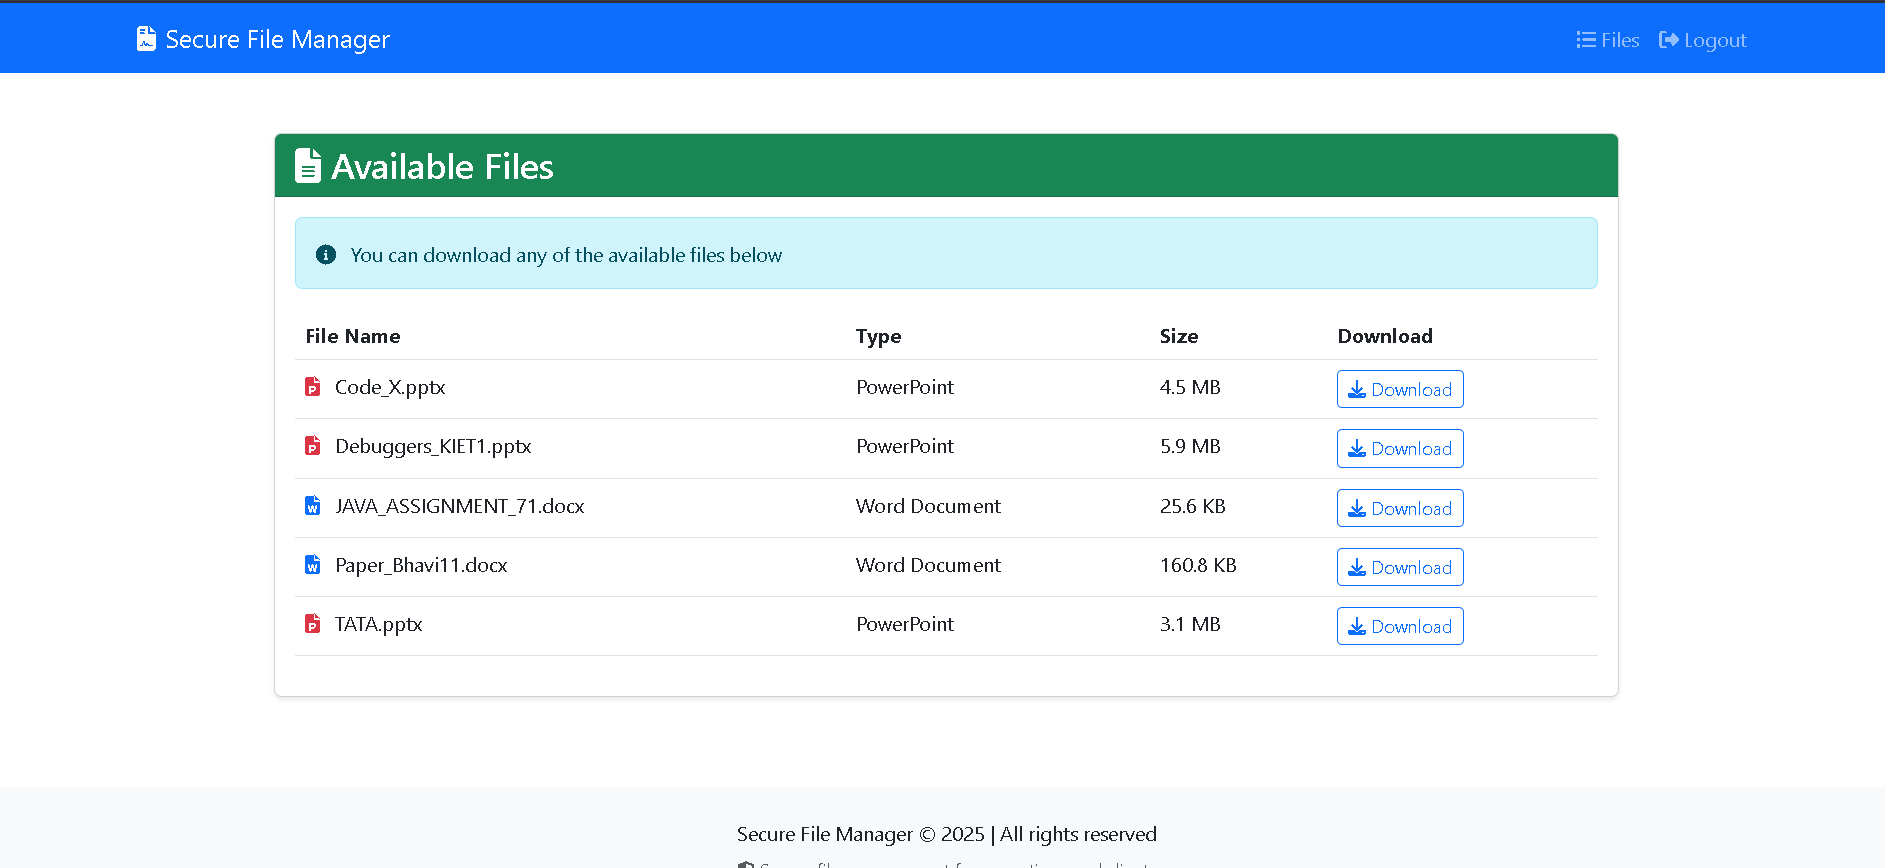 Secure File Manager Files Logout
Available Files
You can download any of the available files below
File Name Type Size Download
Code_X.pptx PowerPoint 4.5 MB Download
Debuggers_KIET1.pptx PowerPoint 5.9 MB Download
JAVA_ASSIGNMENT_71.docx Word Document 25.6 KB Download
Paper_Bhavi11.docx Word Document 160.8 KB Download
TATA.pptx PowerPoint 3.1 MB Download
Secure File Manager © 2025 | All rights reserved